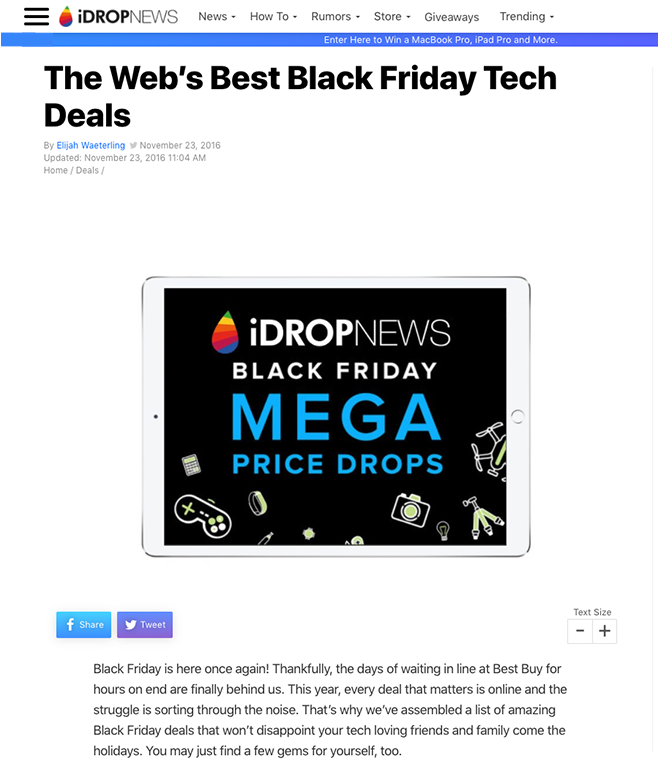 iDROPNEWS News How To Rumors Store Giveaways Trending
Enter Here to Win a MacBook Pro, iPad Pro and More.
The Web's Best Black Friday Tech
Deals
By Elijah Waeterling November 23, 2016
Updated: November 23, 2016 11:04 AM
Home / Deals /
iDROPNEWS
BLACK FRIDAY
MEGA
PRICE DROPS
Text Size
Share Tweet
- +
Black Friday is here once again! Thankfully, the days of waiting in line at Best Buy for
hours on end are finally behind us. This year, every deal that matters is online and the
struggle is sorting through the noise. That's why we've assembled a list of amazing
Black Friday deals that won't disappoint your tech loving friends and family come the
holidays. You may just find a few gems for yourself, too.